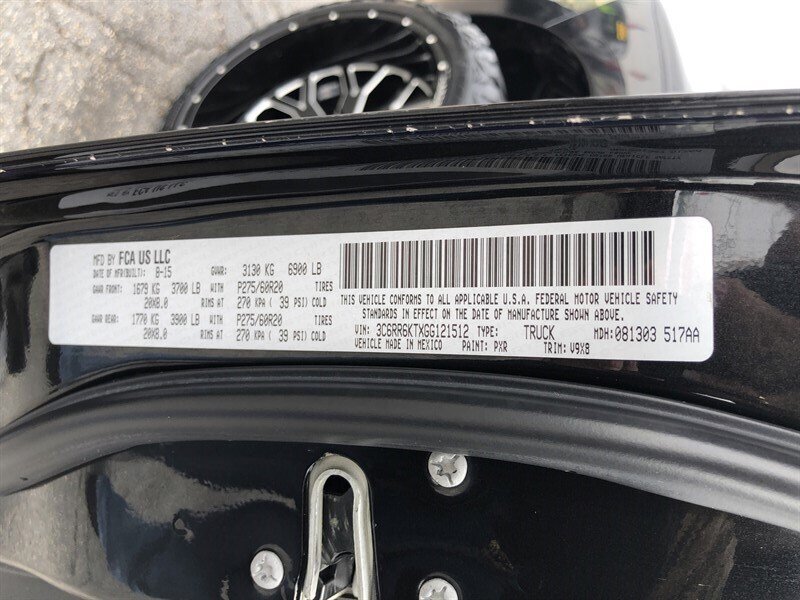 MFD BY FCA US LLC
DATE OF MFR(BUILT): 8-15 GVWR: 3130 KG 6900 LB
GAWR FRONT: 1679 KG 3700 LB WITH P275/60R20 TIRES
20X8.0 RIMS AT 270 KPA ( 39 PSI) COLD
GAWR REAR: 1770 KG 3900 LB WITH P275/60R20 TIRES
20X8.0 RIMS AT 270 KPA ( 39 PSI) COLD
THIS VEHICLE CONFORMS TO ALL APPLICABLE U.S.A. FEDERAL MOTOR VEHICLE SAFETY
STANDARDS IN EFFECT ON THE DATE OF MANUFACTURE SHOWN ABOVE.
VIN: 3C6RR6KTXGG121512 TYPE: TRUCK MDH: 081303 517AA
VEHICLE MADE IN MEXICO PAINT: PXR TRIM: V9X8